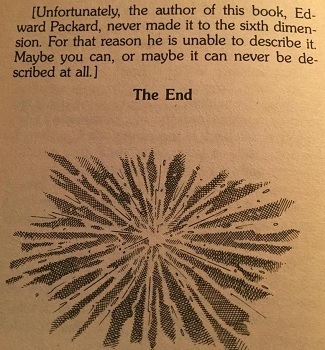 [Unfortunately, the author of this book, Ed-
ward Packard, never made it to the sixth dimen-
sion. For that reason he is unable to describe it.
Maybe you can, or maybe it can never be de-
scribed at all.]
The End